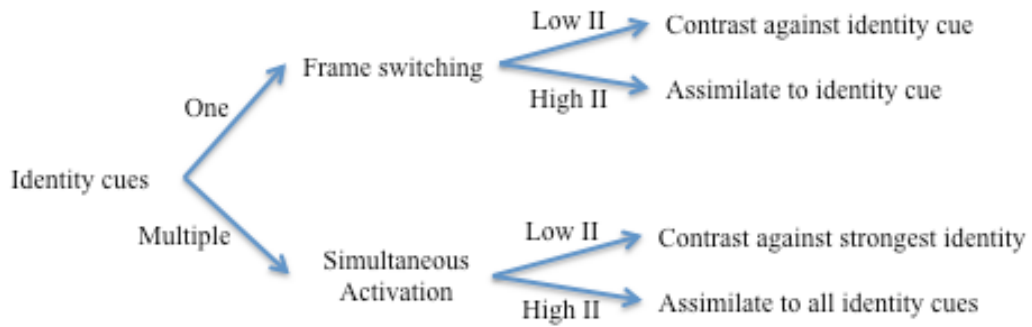 Low II
Contrast against identity cue
Frame switching
High II
Assimilate to identity cue
One
Identity cues
Multiple
Low II
Contrast against strongest identity
Simultaneous
Activation
High II
Assimilate to all identity cues